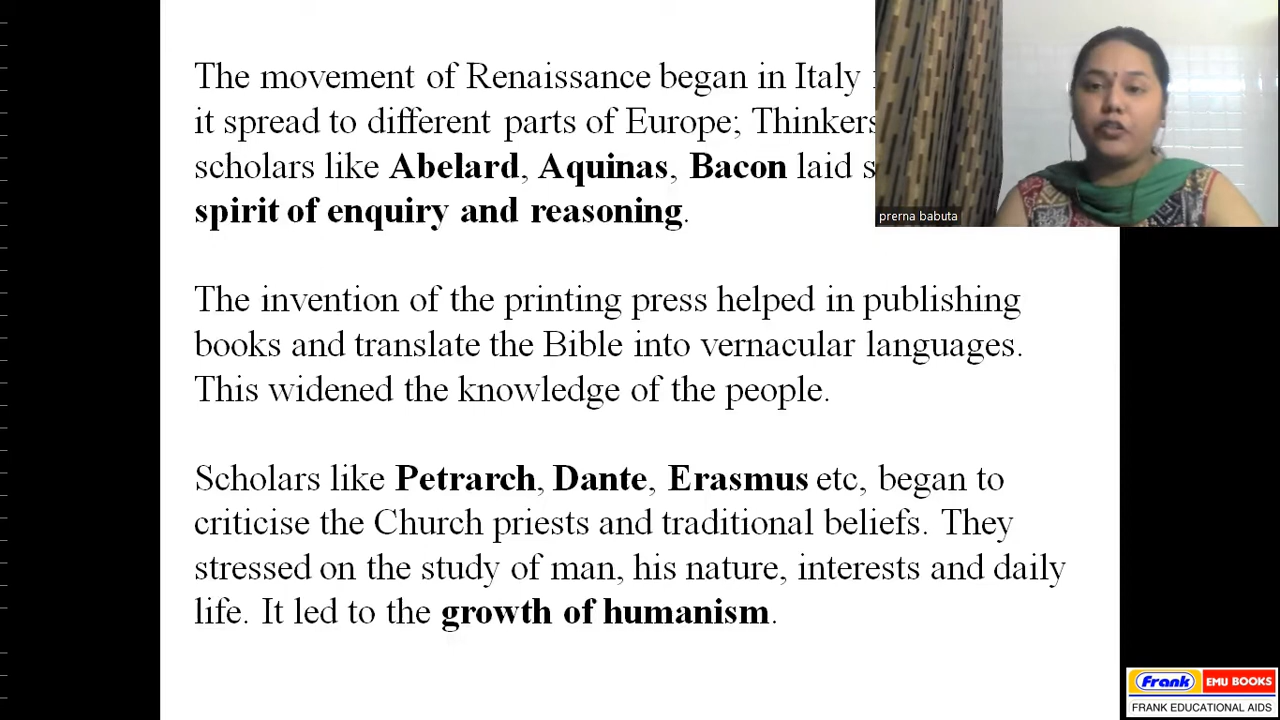 The movement of Renaissance began in Italy
it spread to different parts of Europe; Thinkers
scholars like Abelard, Aquinas, Bacon laid
spirit of enquiry and reasoning.
prerna babuta
The invention of the printing press helped in publishing
books and translate the Bible into vernacular languages.
This widened the knowledge of the people.
Scholars like Petrarch, Dante, Erasmus etc, began to
criticise the Church priests and traditional beliefs. They
stressed on the study of man, his nature, interests and daily
life. It led to the growth of humanism.
Frank EMU BOOKS
FRANK EDUCATIONAL AIDS